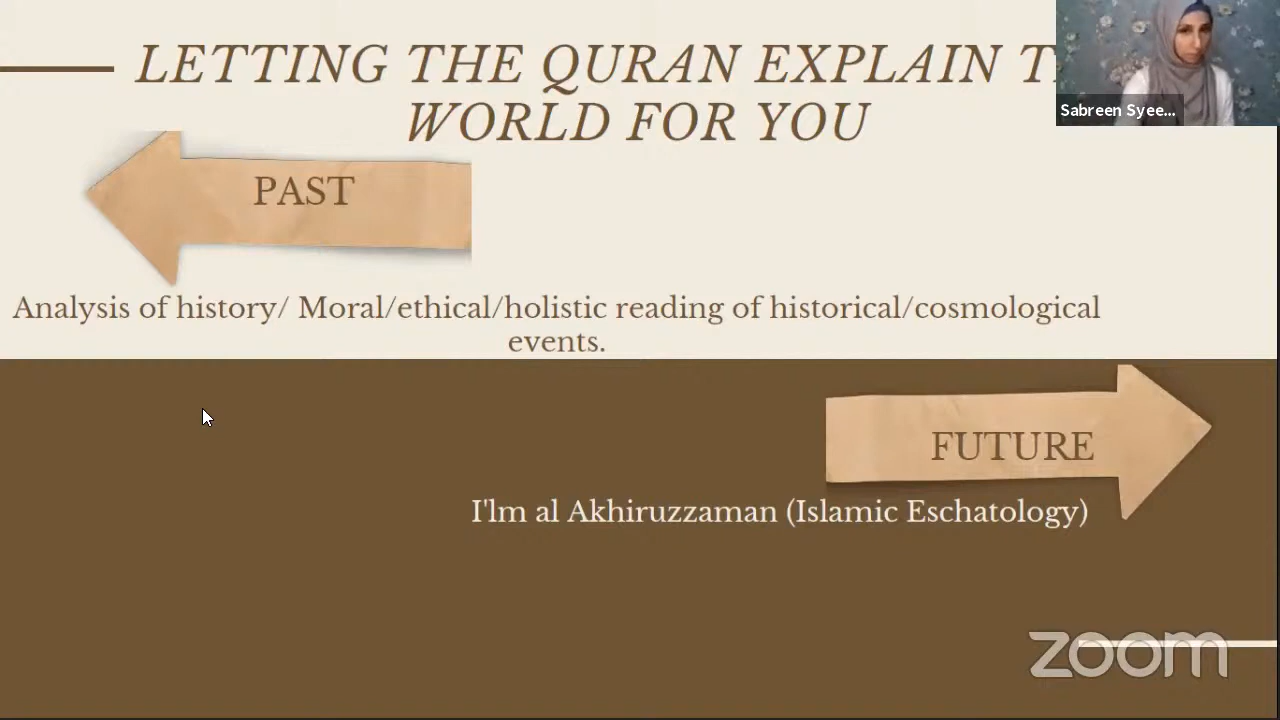 LETTING THE QURAN EXPLAIN
WORLD FOR YOU
Sabreen Syee...
PAST
Analysis of history/ Moral/ethical/holistic reading of historical/cosmological
events.
FUTURE
I'lm al Akhiruzzaman (Islamic Eschatology)
zoom